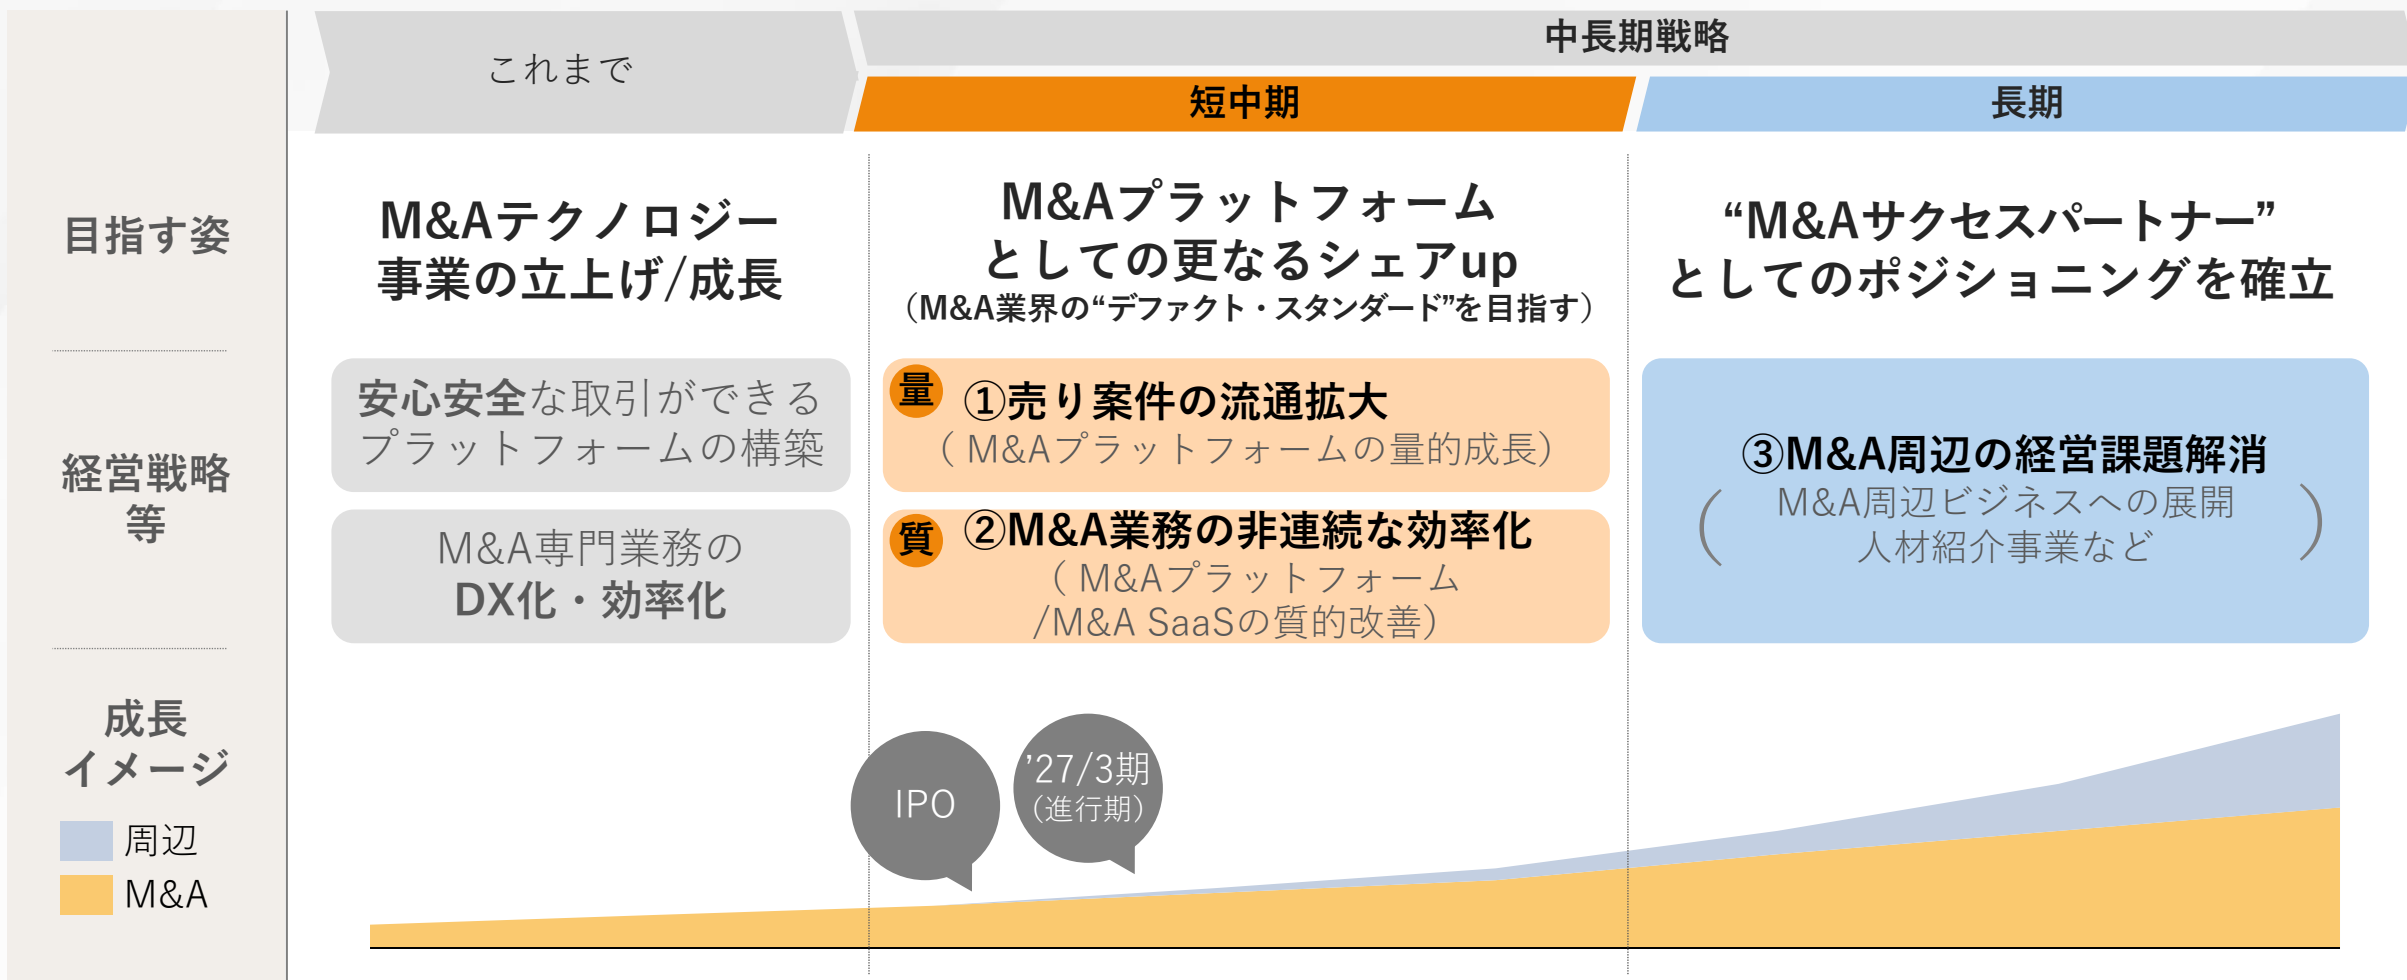 これまで
中長期戦略
短中期
長期
目指す姿
M&Aテクノロジー
事業の立上げ/成長
M&Aプラットフォーム
としての更なるシェアup
（M&A業界の“デファクト・スタンダード”を目指す）
“M&Aサクセスパートナー”
としてのポジショニングを確立
経営戦略
等
安心安全な取引ができる
プラットフォームの構築
M&A専門業務の
DX化・効率化
量
①売り案件の流通拡大
（ M&Aプラットフォームの量的成長）
質
②M&A業務の非連続な効率化
（ M&Aプラットフォーム
/M&A SaaSの質的改善）
③M&A周辺の経営課題解消
（M&A周辺ビジネスへの展開
人材紹介事業など）
成長
イメージ
周辺
M&A
IPO
’27/3期
（進行期）